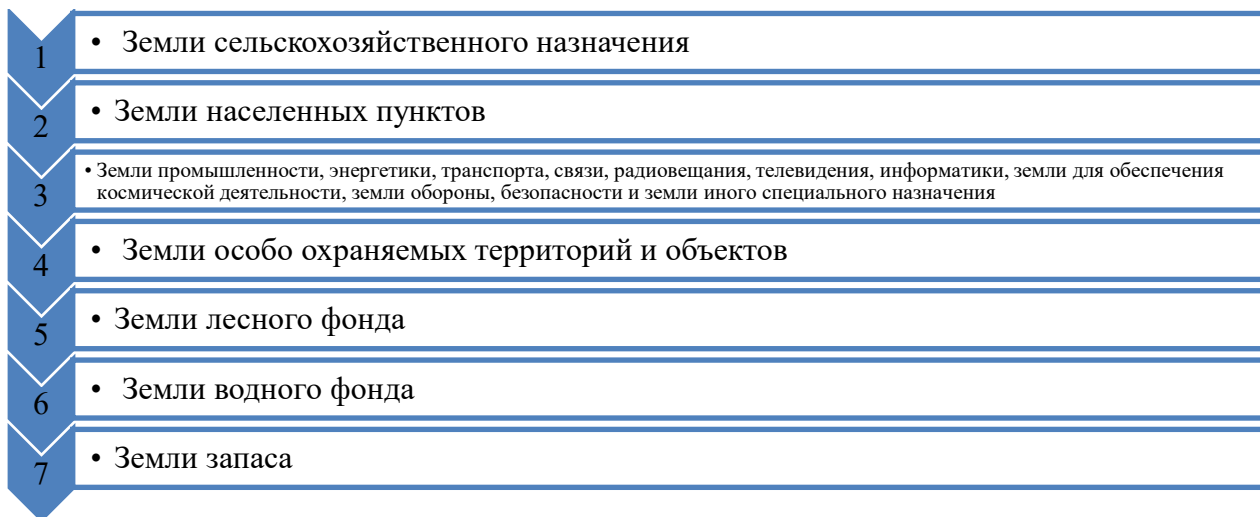 1
• Земли сельскохозяйственного назначения
2
• Земли населенных пунктов
3
• Земли промышленности, энергетики, транспорта, связи, радиовещания, телевидения, информатики, земли для обеспечения
космической деятельности, земли обороны, безопасности и земли иного специального назначения
4
• Земли особо охраняемых территорий и объектов
5
• Земли лесного фонда
6
• Земли водного фонда
7
• Земли запаса